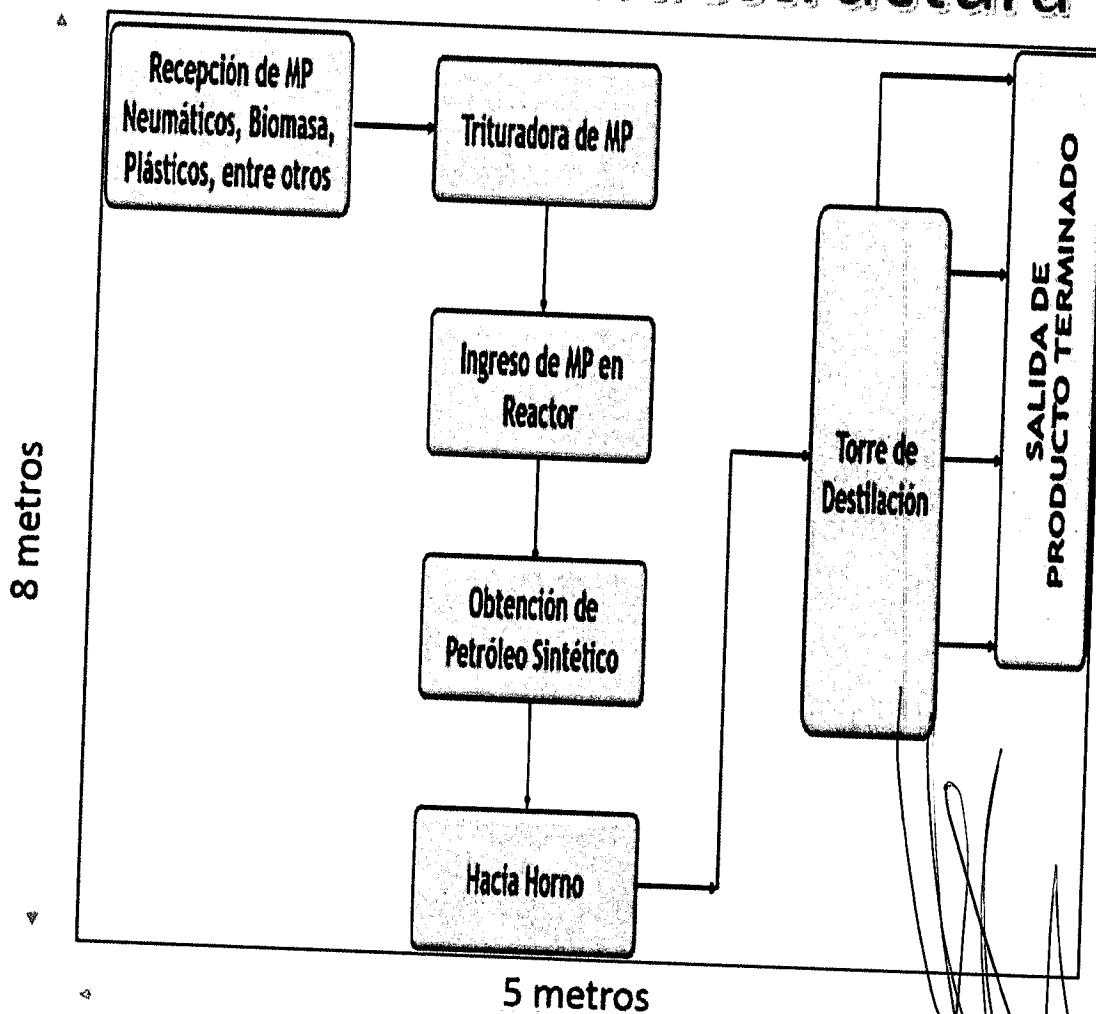 Recepción de MP
Neumáticos, Biomasa,
Plásticos, entre otros
Trituradora de MP
Ingreso de MP en
Reactor
Obtención de
Petróleo Sintético
Hacía Horno
Torre de
Destilación
SALIDA DE
PRODUCTO TERMINADO
8 metros
5 metros